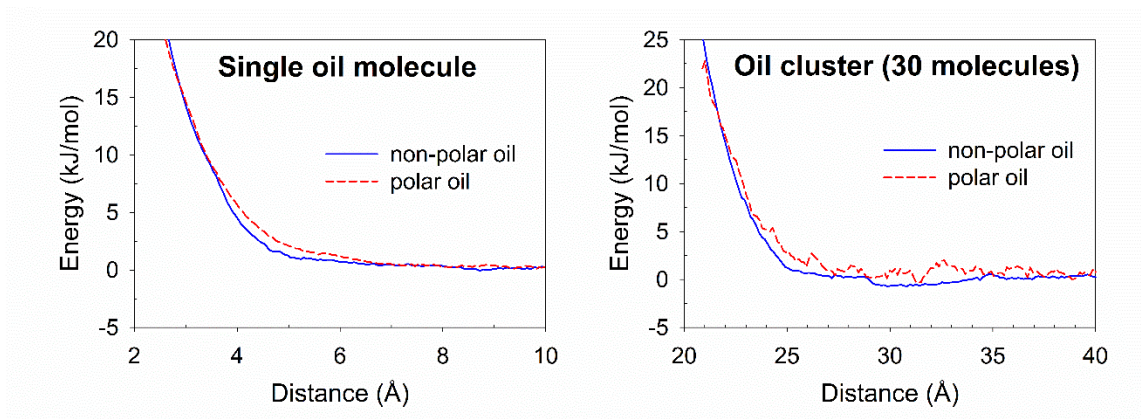 Single oil molecule
non-polar oil
polar oil
Energy (kJ/mol)
20
15
10
5
0
-5
2
4
6
8
10
Distance (Å)
Oil cluster (30 molecules)
non-polar oil
polar oil
Energy (kJ/mol)
25
20
15
10
5
0
-5
20
25
30
35
40
Distance (Å)